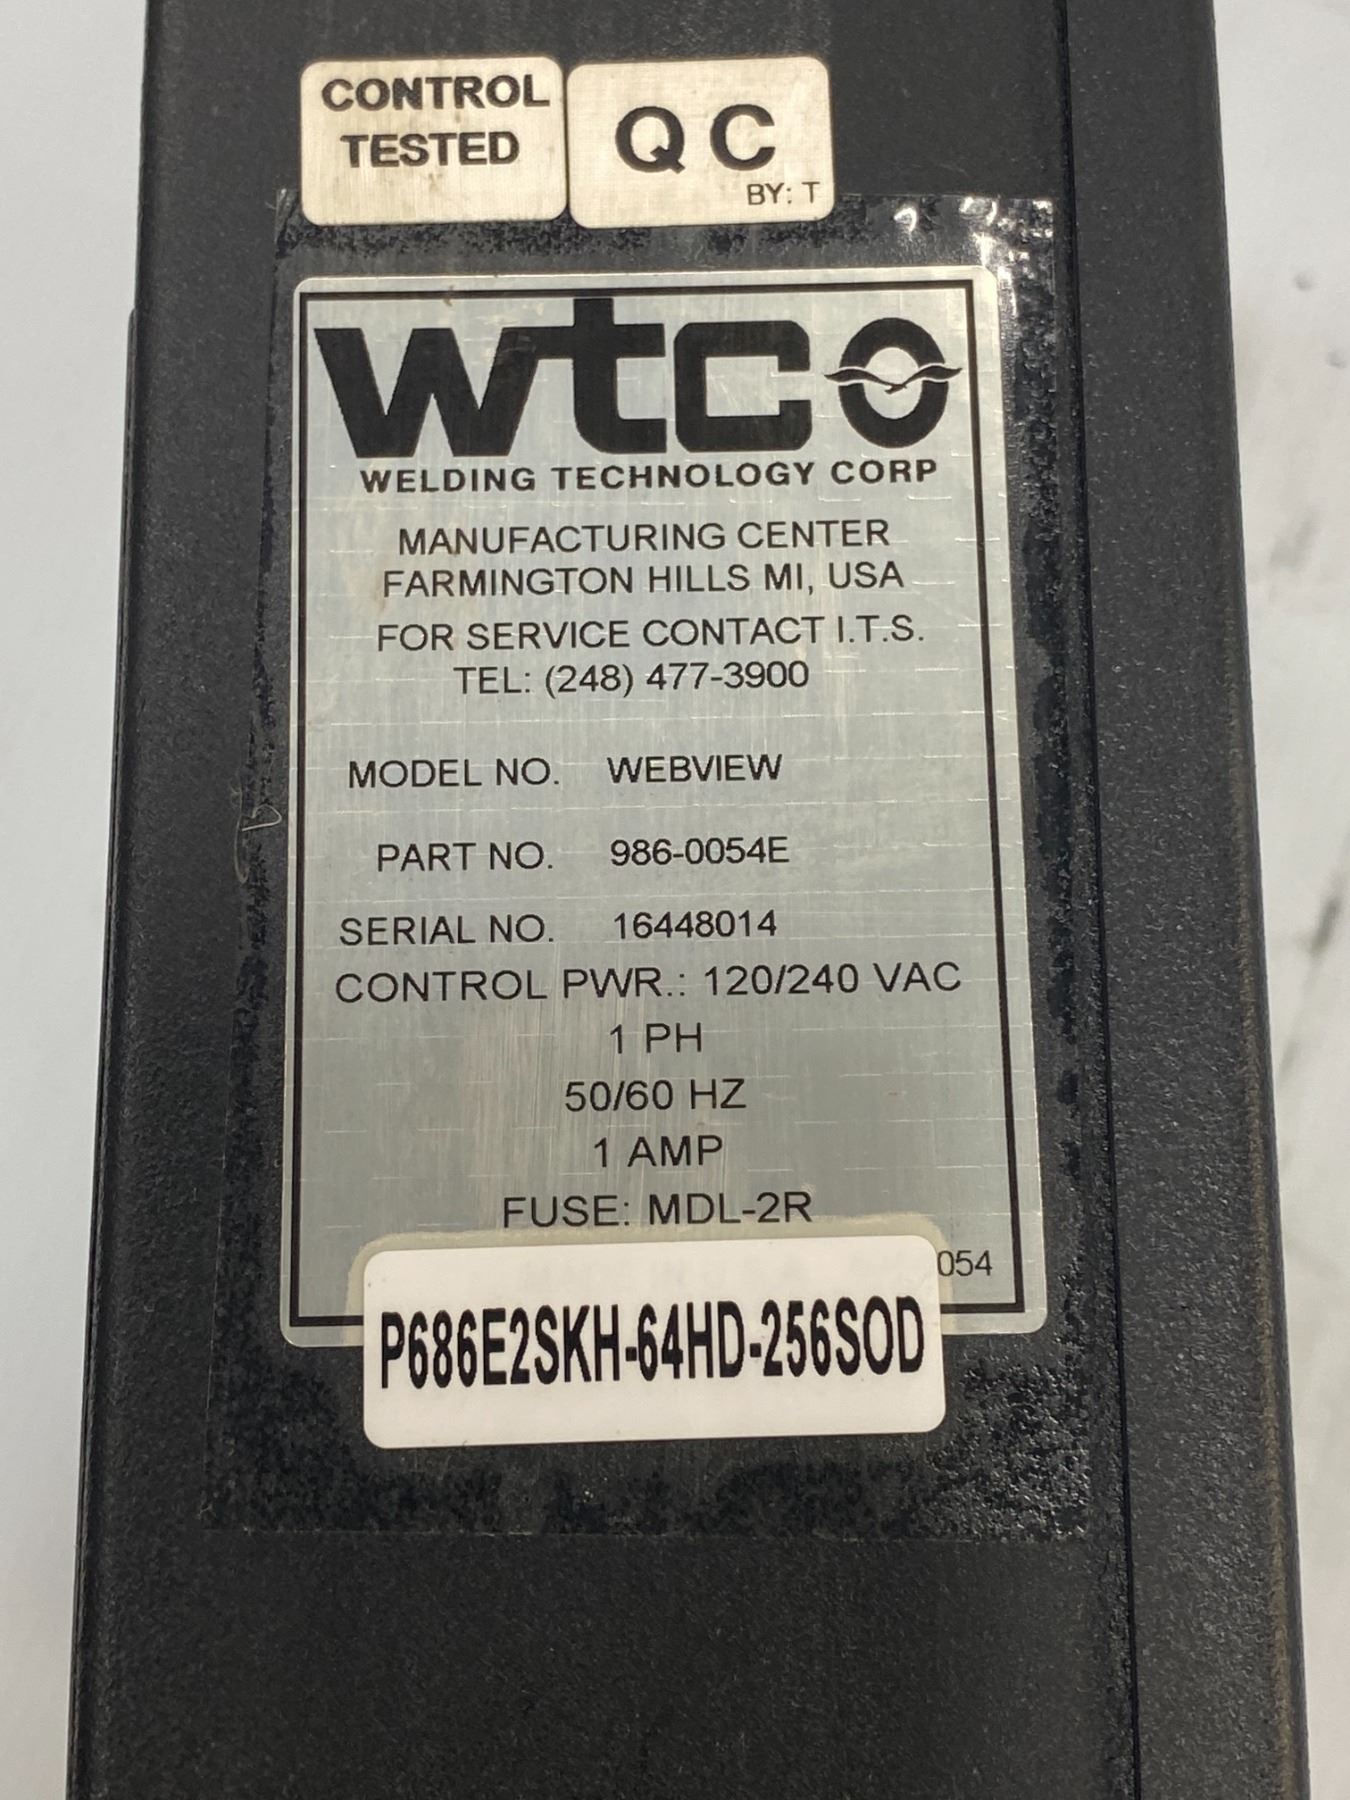 CONTROL
TESTED
Q C
BY: T
wtco
WELDING TECHNOLOGY CORP
MANUFACTURING CENTER
FARMINGTON HILLS MI, USA
FOR SERVICE CONTACT I.T.S.
TEL: (248) 477-3900
MODEL NO. WEBVIEW
PART NO. 986-0054E
SERIAL NO. 16448014
CONTROL PWR.: 120/240 VAC
1 PH
50/60 HZ
1 AMP
FUSE: MDL-2R
054
P686E2SKH-64HD-256SOD